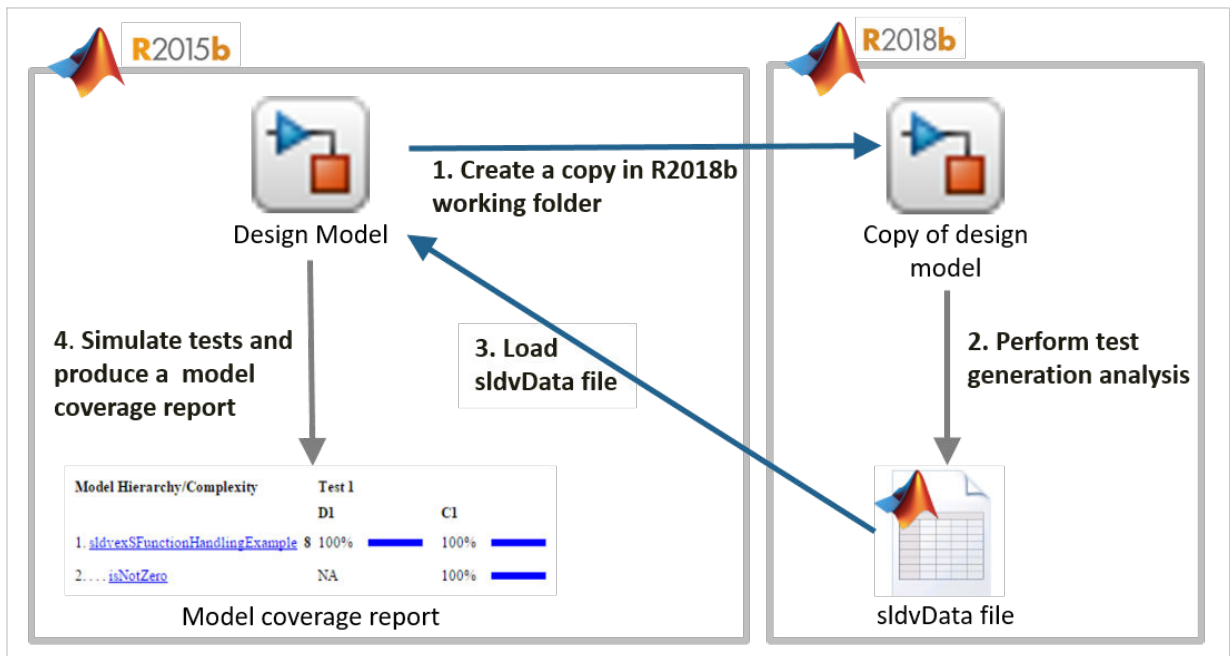 R2015b
R2018b
1. Create a copy in R2018b
working folder
Design Model
Copy of design
model
4. Simulate tests and
produce a model
coverage report
3. Load
sldvData file
2. Perform test
generation analysis
Model Hierarchy/Complexity Test 1
D1 C1
1. sldvexSFunctionHandlingExample 8 100% 100%
2. . . . isNotZero NA 100%
Model coverage report
sldvData file